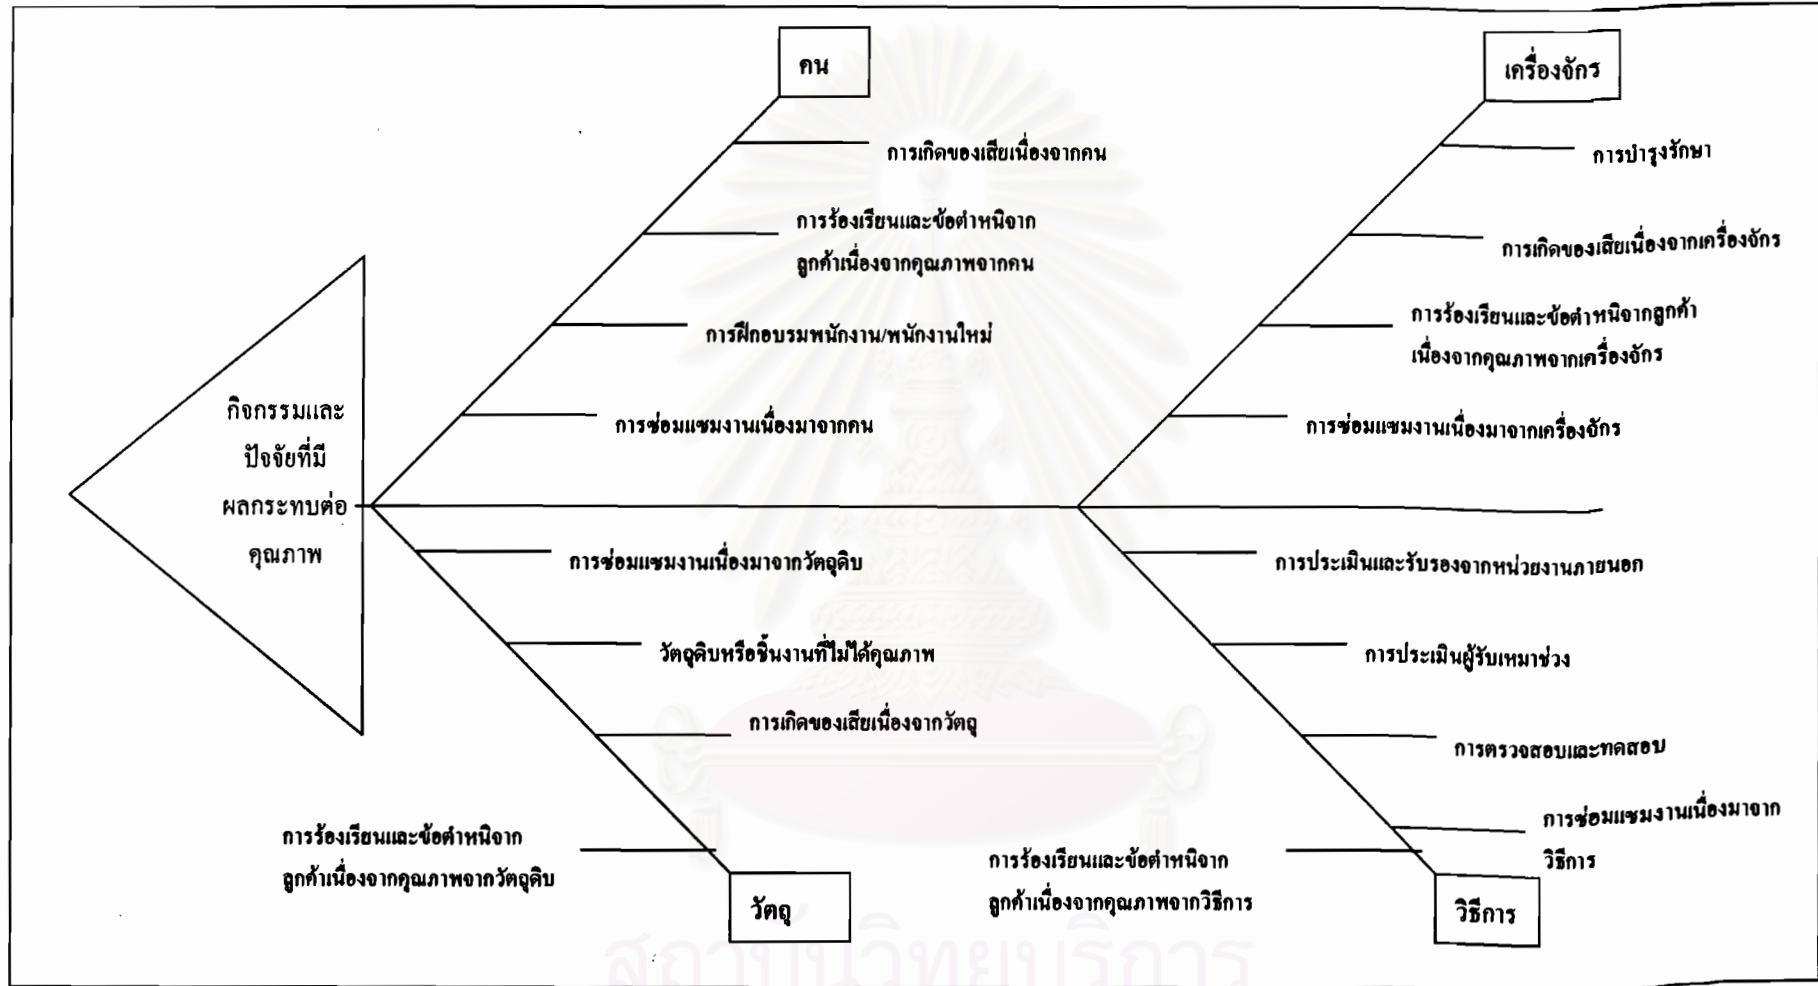 คน
การเกิดของเสียเนื่องจากคน
การร้องเรียนและข้อตำหนิจาก
ลูกค้าเนื่องจากคุณภาพจากคน
การฝึกอบรมพนักงาน/พนักงานใหม่
การซ่อมแซมงานเนื่องมาจากคน
เครื่องจักร
การบำรุงรักษา
การเกิดของเสียเนื่องจากเครื่องจักร
การร้องเรียนและข้อตำหนิจากลูกค้า
เนื่องจากคุณภาพจากเครื่องจักร
การซ่อมแซมงานเนื่องมาจากเครื่องจักร
กิจกรรมและ
ปัจจัยที่มี
ผลกระทบต่อ
คุณภาพ
การซ่อมแซมงานเนื่องมาจากวัตถุดิบ
วัตถุดิบหรือชิ้นงานที่ไม่ได้คุณภาพ
การเกิดของเสียเนื่องจากวัตถุ
การร้องเรียนและข้อตำหนิจาก
ลูกค้าเนื่องจากคุณภาพจากวัตถุดิบ
วัตถุ
การประเมินและรับรองจากหน่วยงานภายนอก
การประเมินผู้รับเหมาช่วง
การตรวจสอบและทดสอบ
การซ่อมแซมงานเนื่องมาจาก
วิธีการ
การร้องเรียนและข้อตำหนิจาก
ลูกค้าเนื่องจากคุณภาพจากวิธีการ
วิธีการ
สถาบันวิทยบริการ